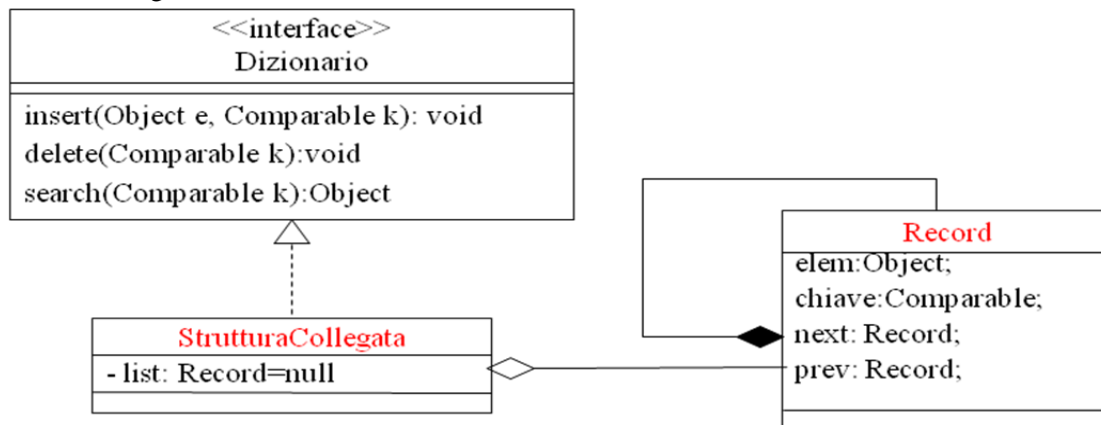 <<interface>>
Dizionario
insert(Object e, Comparable k): void
delete(Comparable k):void
search(Comparable k):Object
Record
elem:Object;
chiave:Comparable;
next: Record;
prev: Record;
StrutturaCollegata
- list: Record=null